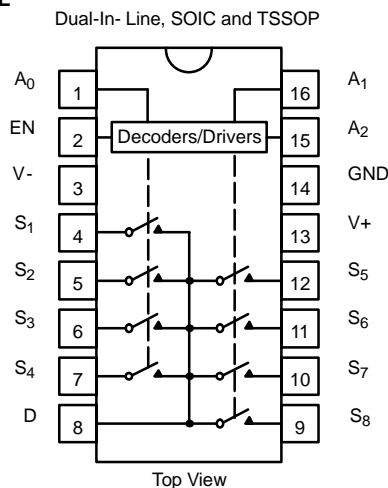 Dual-In- Line, SOIC and TSSOP
A0 1 16 A1
EN 2 Decoders/Drivers 15 A2
V- 3 14 GND
S1 4 13 V+
S2 5 12 S5
S3 6 11 S6
S4 7 10 S7
D 8 9 S8
Top View